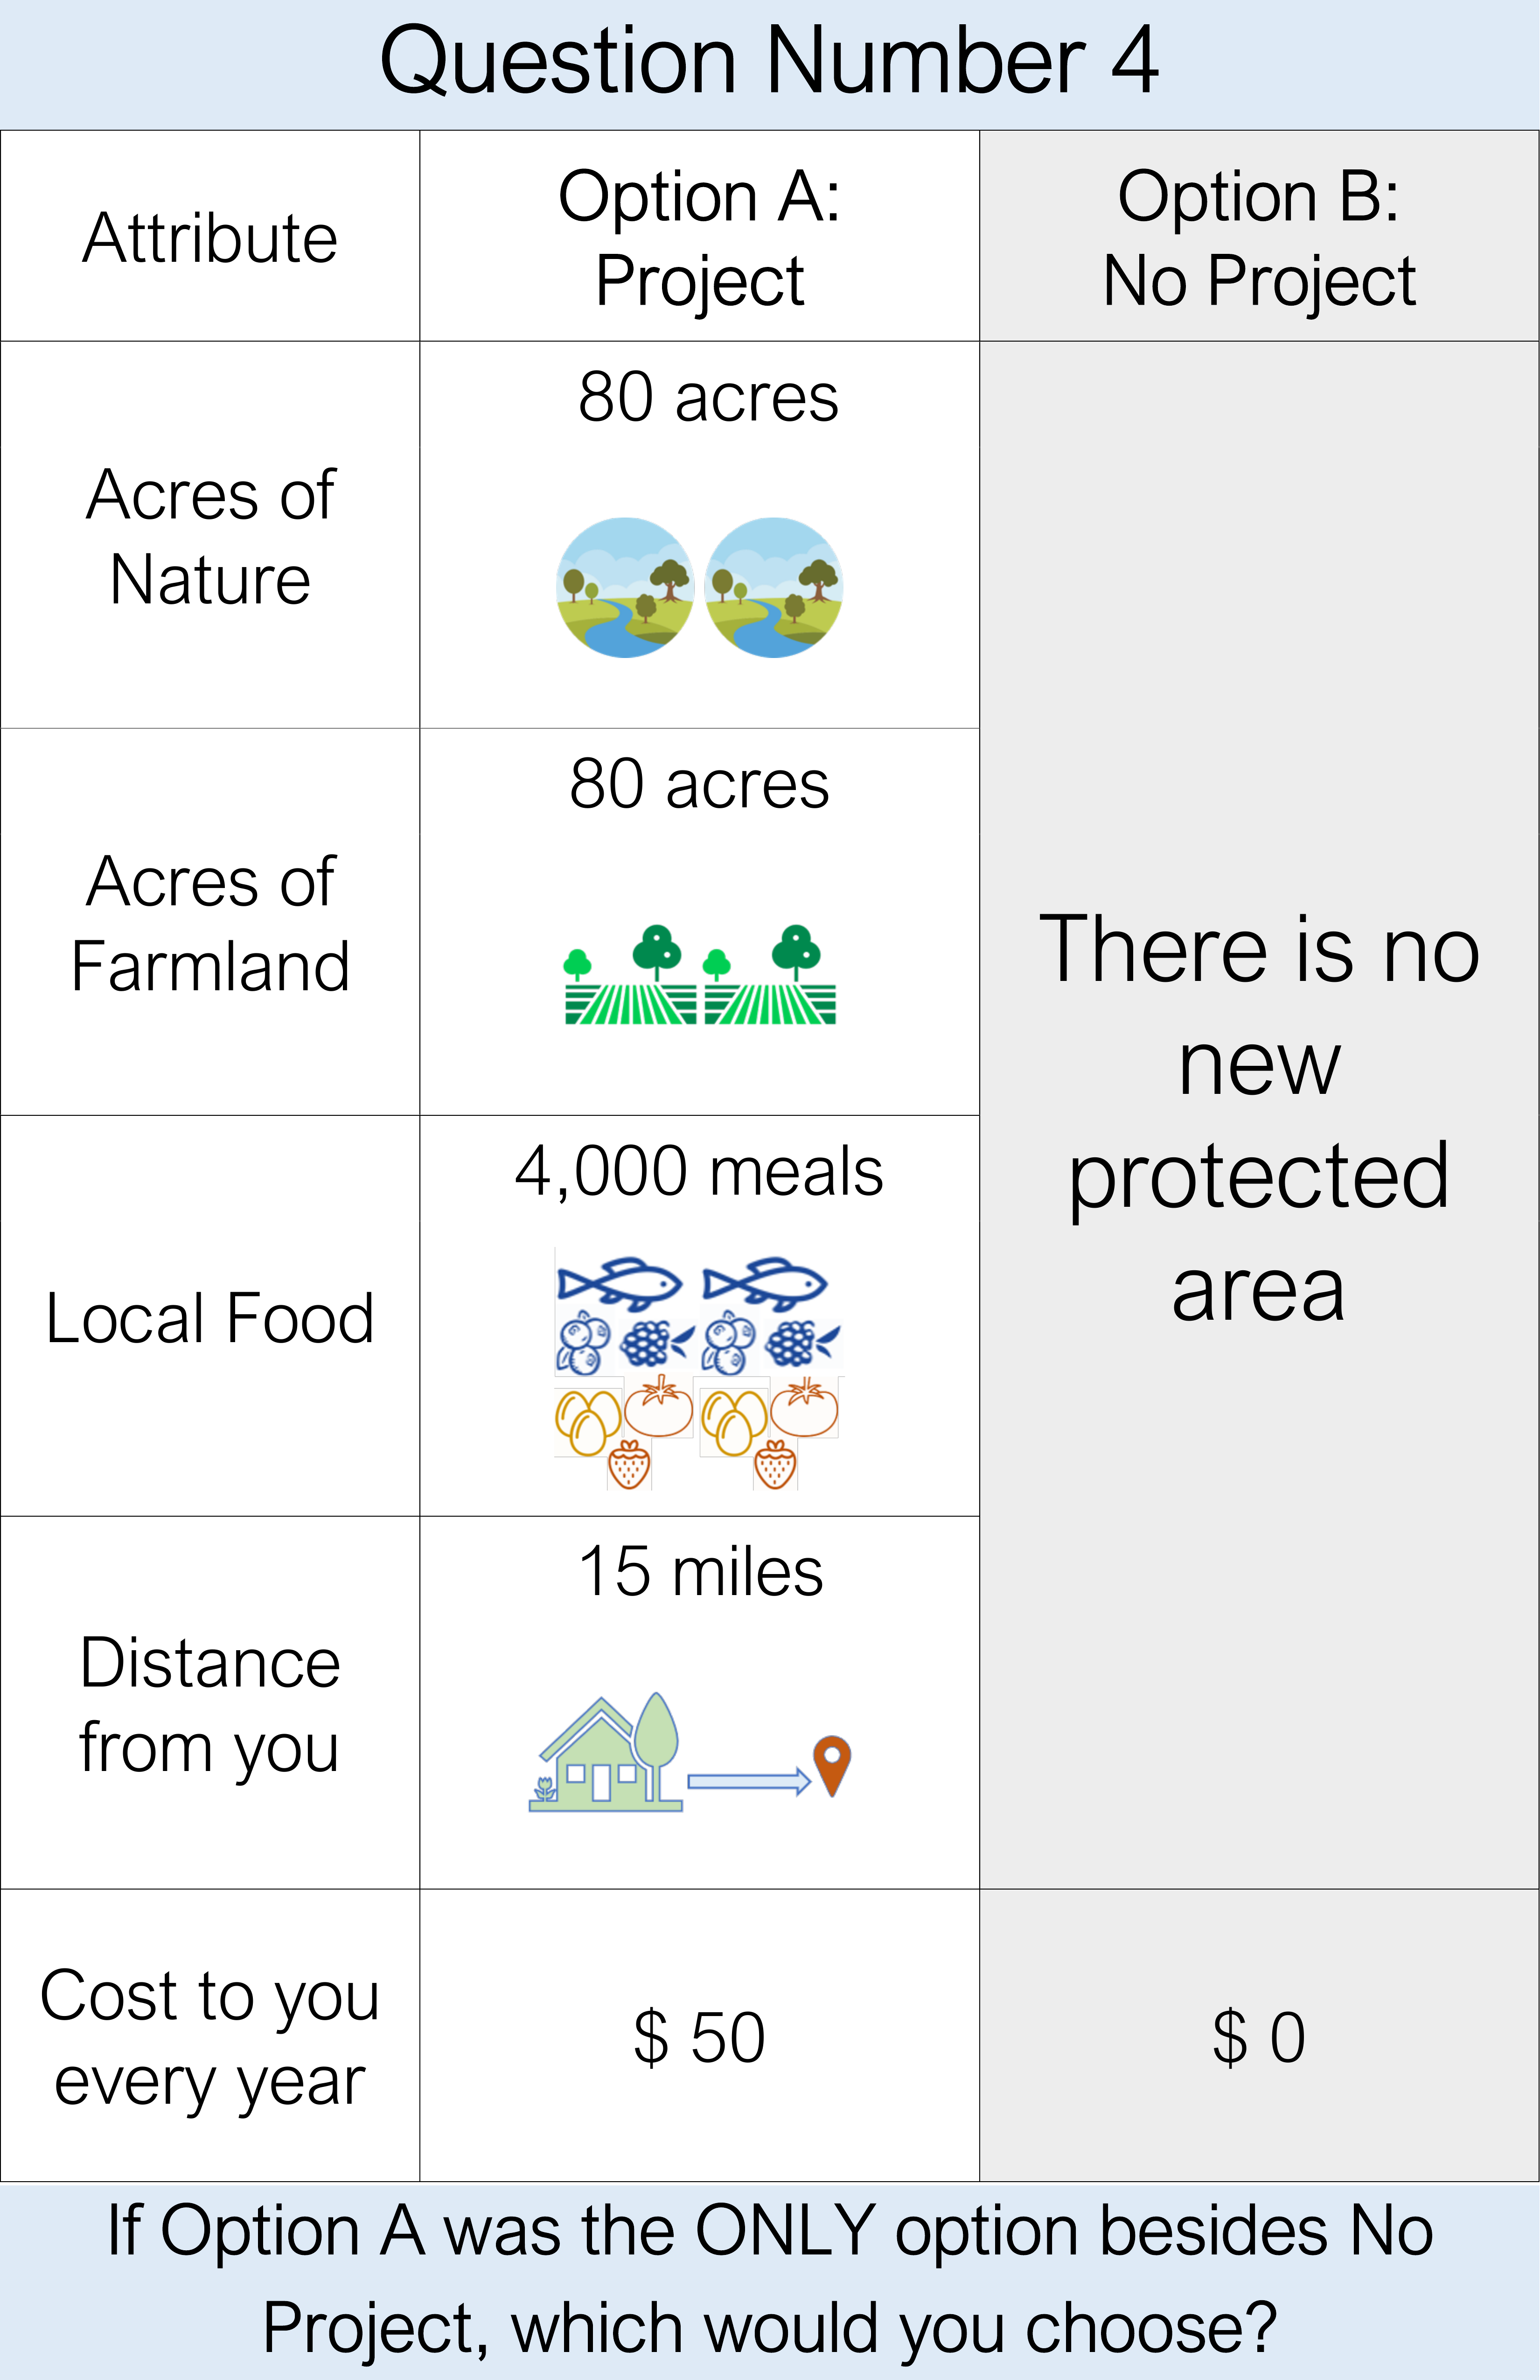 Question Number 4
Attribute
Option A:
Project
Option B:
No Project
Acres of
Nature
80 acres
Acres of
Farmland
80 acres
Local Food
4,000 meals
Distance
from you
15 miles
There is no
new
protected
area
Cost to you
every year
$ 50
$ 0
If Option A was the ONLY option besides No
Project, which would you choose?